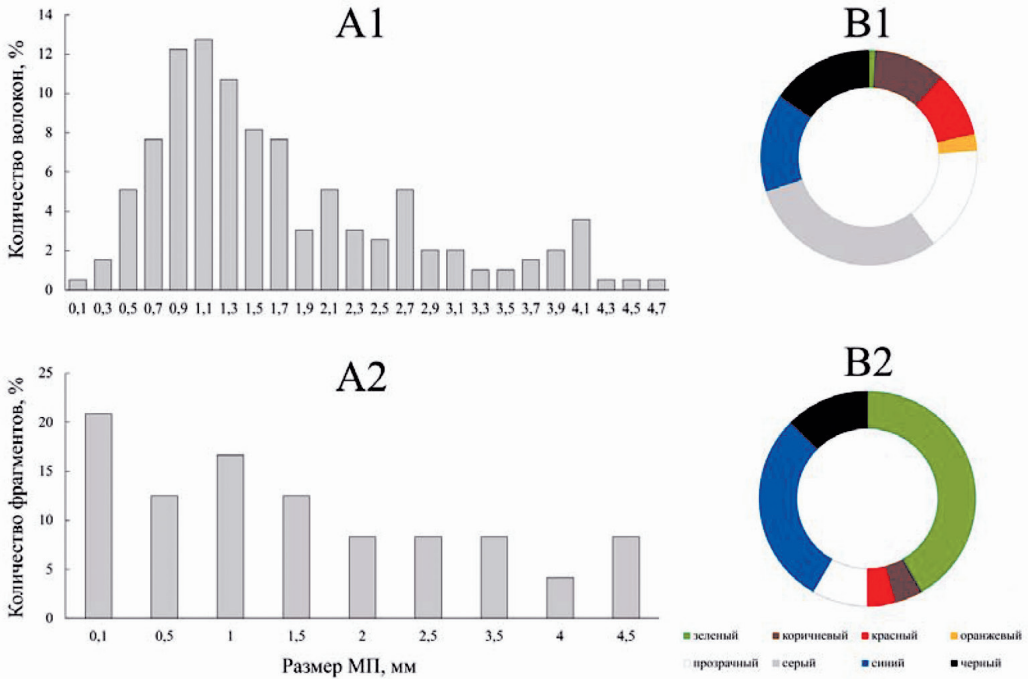 A1
Количество волокон, %
14
12
10
8
6
4
2
0
0,1 0,3 0,5 0,7 0,9 1,1 1,3 1,5 1,7 1,9 2,1 2,3 2,5 2,7 2,9 3,1 3,3 3,5 3,7 3,9 4,1 4,3 4,5 4,7
B1
A2
Количество фрагментов, %
25
20
15
10
5
0
0,1 0,5 1 1,5 2 2,5 3,5 4 4,5
Размер МП, мм
B2
зеленый коричневый красный оранжевый
прозрачный серый синий черный